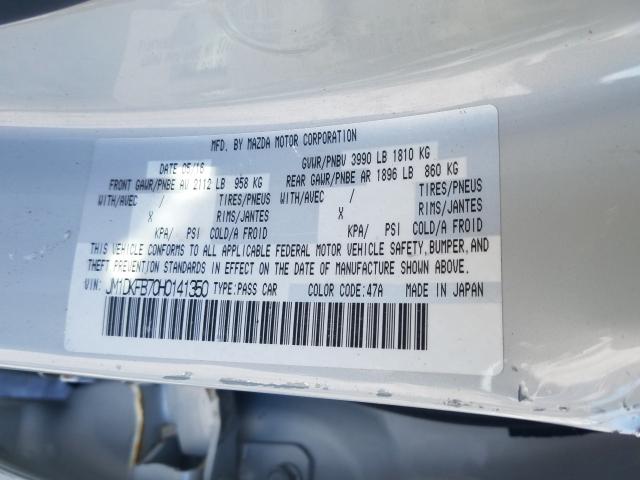 MFD. BY MAZDA MOTOR CORPORATION
DATE 05/16 GVWR/PNBV 3990 LB 1810 KG
FRONT GAWR/PNBE AV 2112 LB 958 KG REAR GAWR/PNBE AR 1896 LB 860 KG
WITH/AVEC / TIRES/PNEUS WITH/AVEC / TIRES/PNEUS
X RIMS/JANTES X RIMS/JANTES
KPA/ PSI COLD/A FROID KPA/ PSI COLD/A FROID
THIS VEHICLE CONFORMS TO ALL APPLICABLE FEDERAL MOTOR VEHICLE SAFETY, BUMPER, AND
THEFT PREVENTION STANDARDS IN EFFECT ON THE DATE OF MANUFACTURE SHOWN ABOVE.
VIN: JM1DKFB70H0141350 TYPE:PASS CAR COLOR CODE:47A MADE IN JAPAN